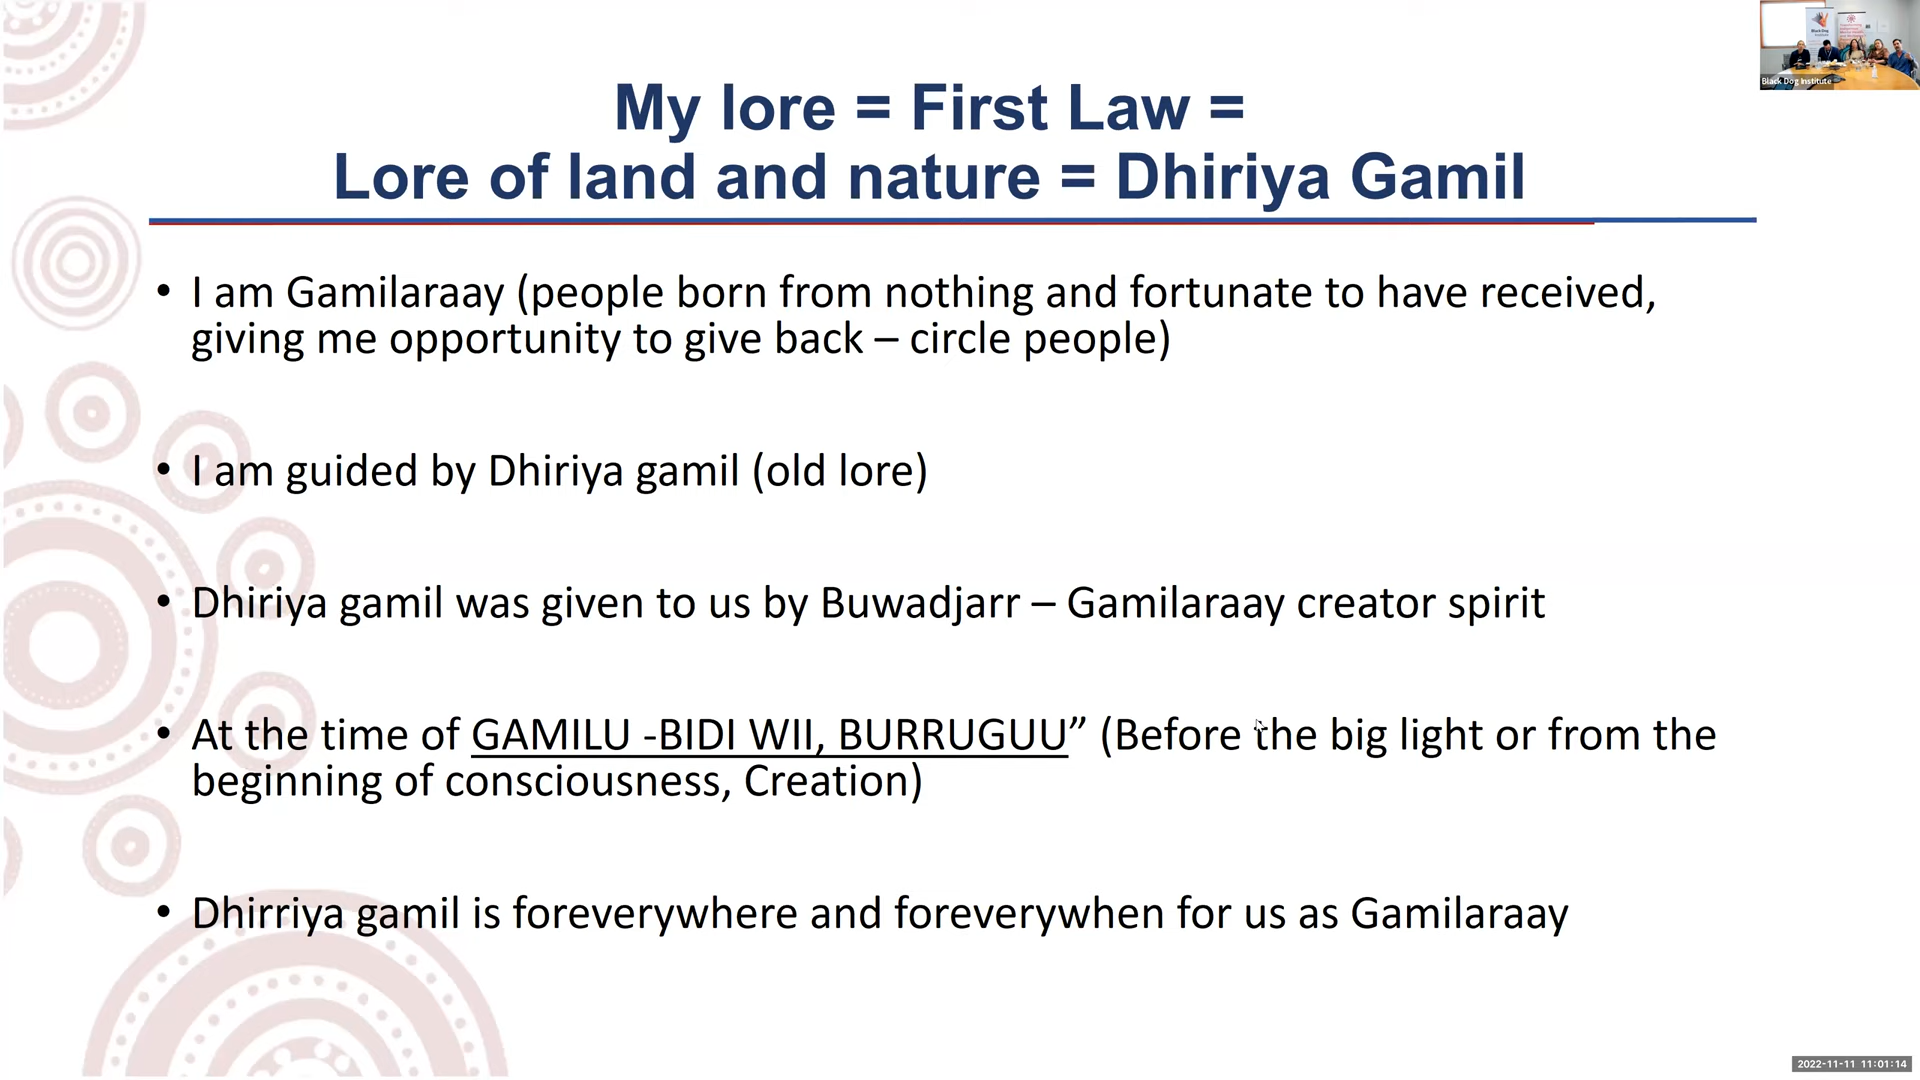 My lore = First Law =
Lore of land and nature = Dhiriya Gamil
• I am Gamilaraay (people born from nothing and fortunate to have received,
giving me opportunity to give back – circle people)
• I am guided by Dhiriya gamil (old lore)
• Dhiriya gamil was given to us by Buwadjarr – Gamilaraay creator spirit
• At the time of GAMILU -BIDI WII, BURRUGUU” (Before the big light or from the
beginning of consciousness, Creation)
• Dhirriya gamil is foreverywhere and foreverywhen for us as Gamilaraay
Black Dog Institute
2022-11-11 11:01:14